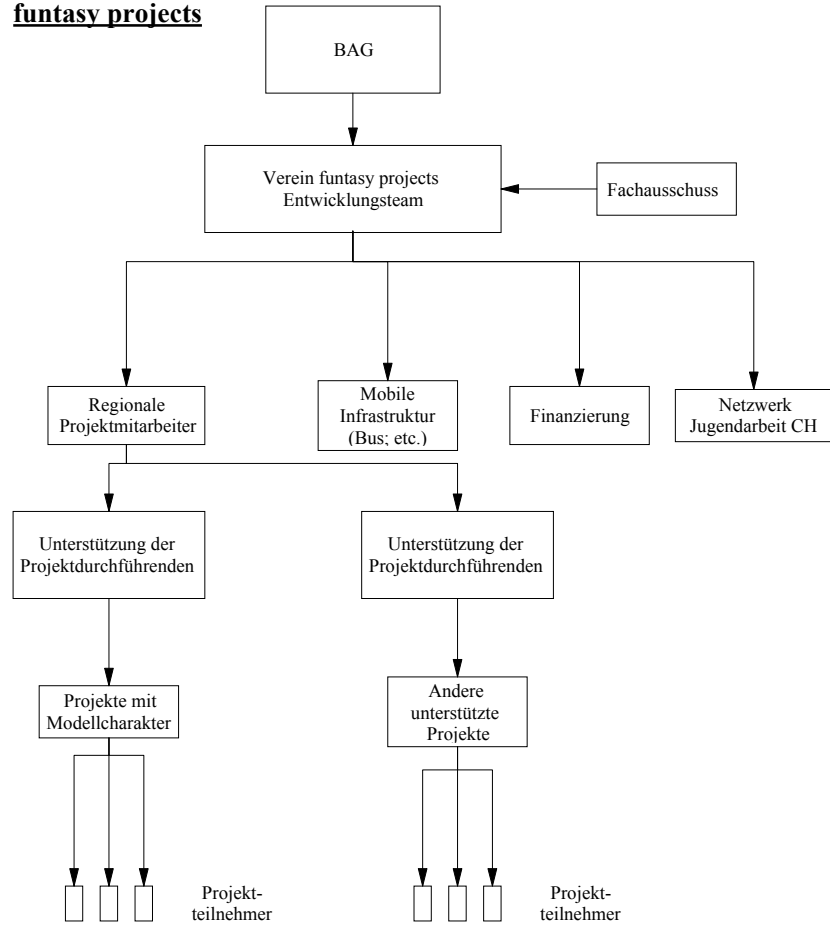 funtasy projects
BAG
Verein funtasy projects
Entwicklungsteam
Fachausschuss
Regionale
Projektmitarbeiter
Mobile
Infrastruktur
(Bus; etc.)
Finanzierung
Netzwerk
Jugendarbeit CH
Unterstützung der
Projektdurchführenden
Unterstützung der
Projektdurchführenden
Projekte mit
Modellcharakter
Andere
unterstützte
Projekte
Projekt-
teilnehmer
Projekt-
teilnehmer